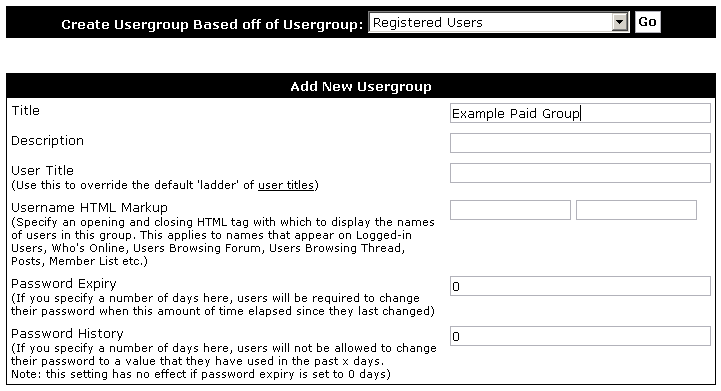 Create Usergroup Based off of Usergroup: Registered Users Go
Add New Usergroup
Title Example Paid Group
Description
User Title
(Use this to override the default 'ladder' of user titles)
Username HTML Markup
(Specify an opening and closing HTML tag with which to display the names
of users in this group. This applies to names that appear on Logged-in
Users, Who's Online, Users Browsing Forum, Users Browsing Thread,
Posts, Member List etc.)
Password Expiry 0
(If you specify a number of days here, users will be required to change
their password when this amount of time elapsed since they last changed)
Password History 0
(If you specify a number of days here, users will not be allowed to change
their password to a value that they have used in the past x days.
Note: this setting has no effect if password expiry is set to 0 days)